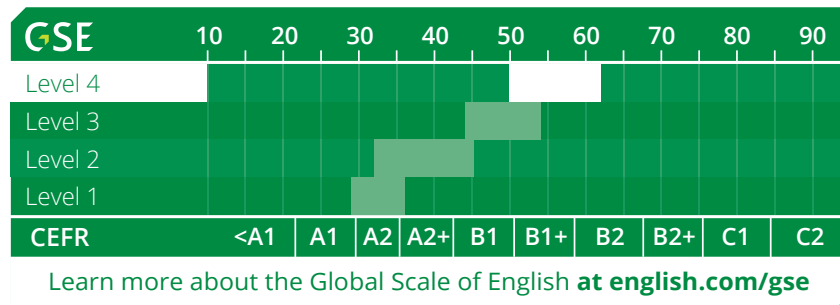 GSE 10 20 30 40 50 60 70 80 90
Level 4
Level 3
Level 2
Level 1
CEFR <A1 A1 A2 A2+ B1 B1+ B2 B2+ C1 C2
Learn more about the Global Scale of English at english.com/gse